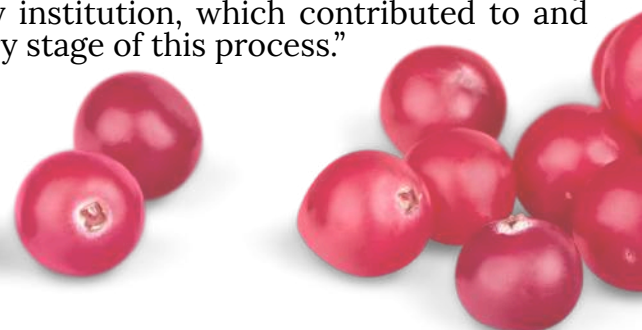 institution, which contributed to and
stage of this process.”